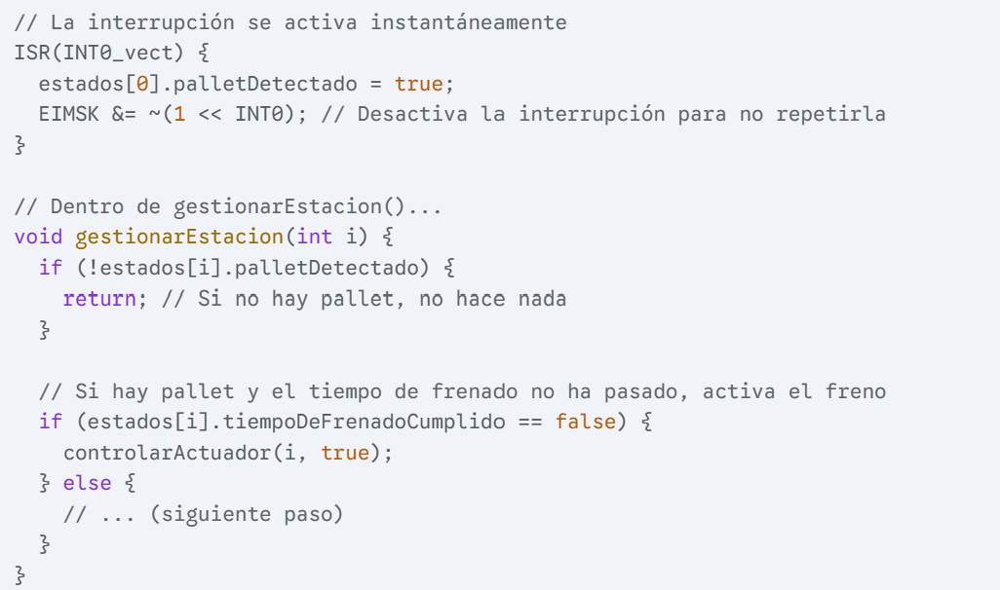 // La interrupción se activa instantáneamente
ISR(INT0_vect) {
  estados[0].palletDetectado = true;
  EIMSK &= ~(1 << INT0); // Desactiva la interrupción para no repetirla
}

// Dentro de gestionarEstacion()...
void gestionarEstacion(int i) {
  if (!estados[i].palletDetectado) {
    return; // Si no hay pallet, no hace nada
  }

  // Si hay pallet y el tiempo de frenado no ha pasado, activa el freno
  if (estados[i].tiempoDeFrenadoCumplido == false) {
    controlarActuador(i, true);
  } else {
    // ... (siguiente paso)
  }
}